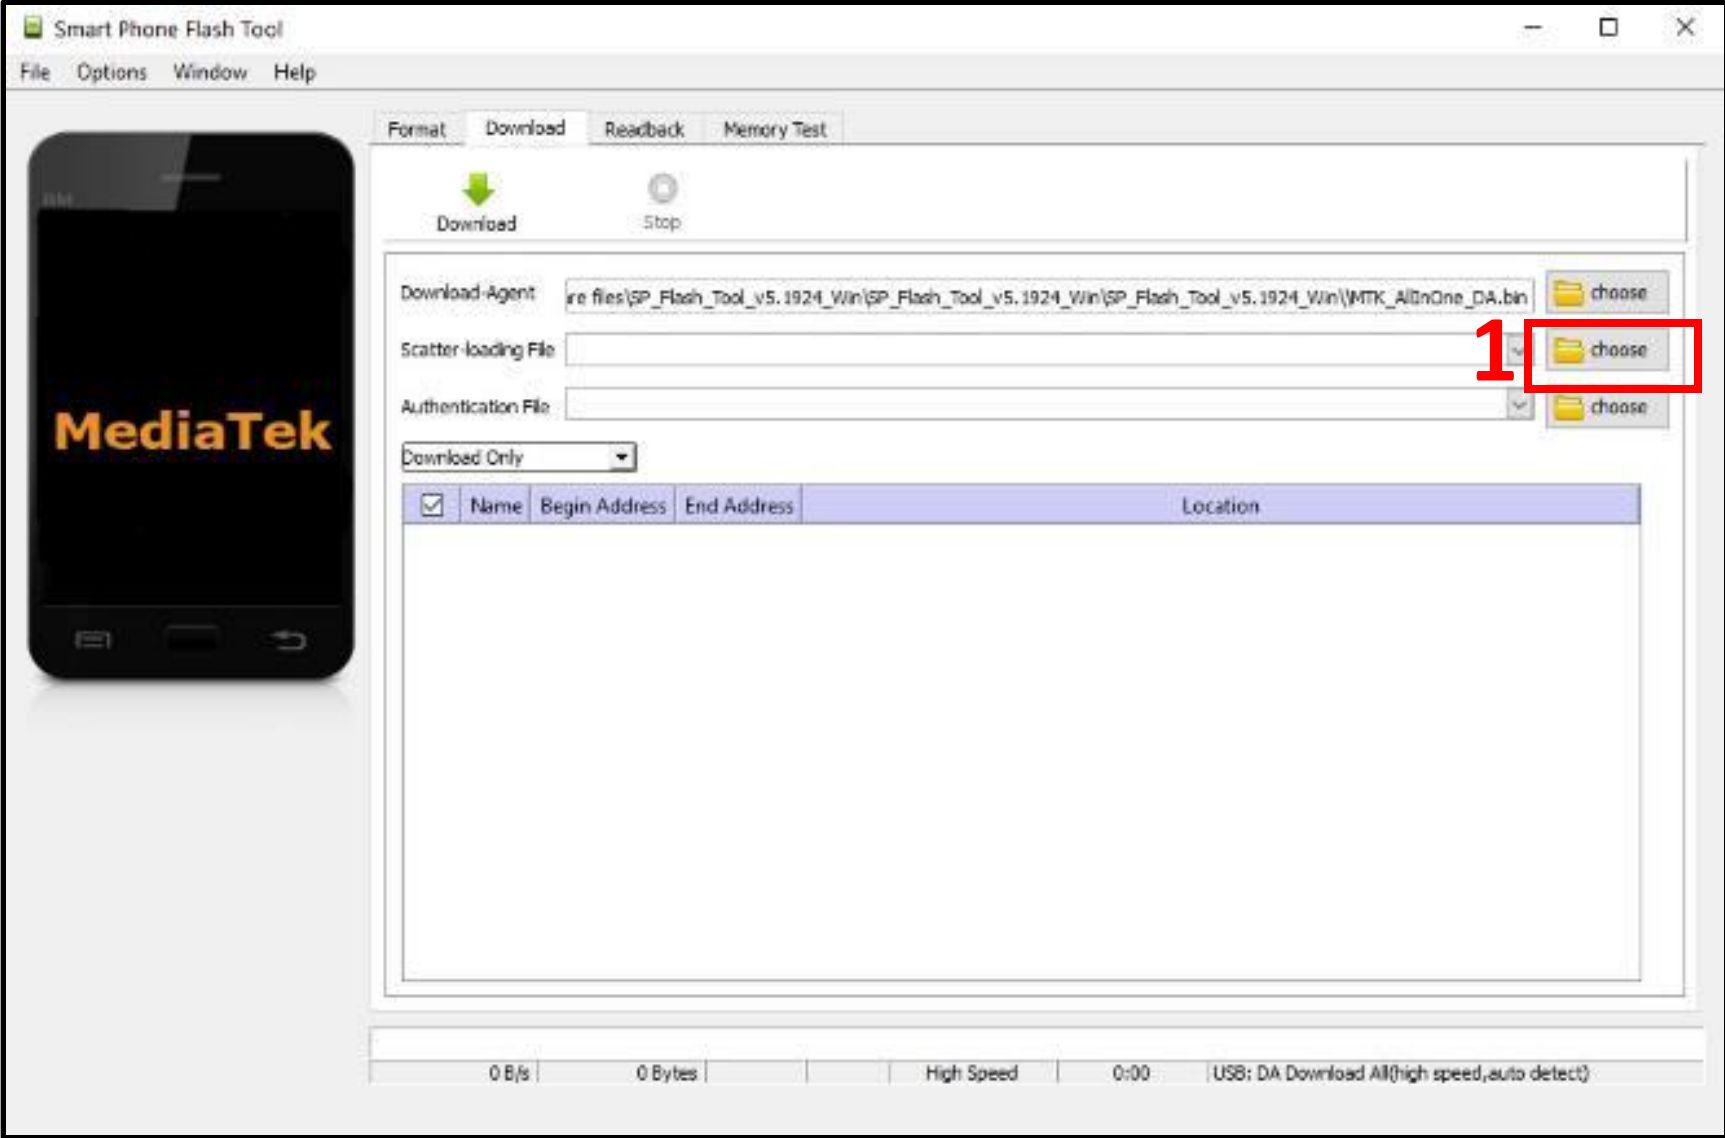 Smart Phone Flash Tool
File Options Window Help
Format Download Readback Memory Test
Download Stop
Download-Agent re files\SP_Flash_Tool_v5.1924_Win\SP_Flash_Tool_v5.1924_Win\SP_Flash_Tool_v5.1924_Win\\MTK_AllInOne_DA.bin choose
Scatter-loading File 1 choose
Authentication File choose
MediaTek
Download Only
Name Begin Address End Address Location
0 B/s 0 Bytes High Speed 0:00 USB: DA Download All(high speed,auto detect)